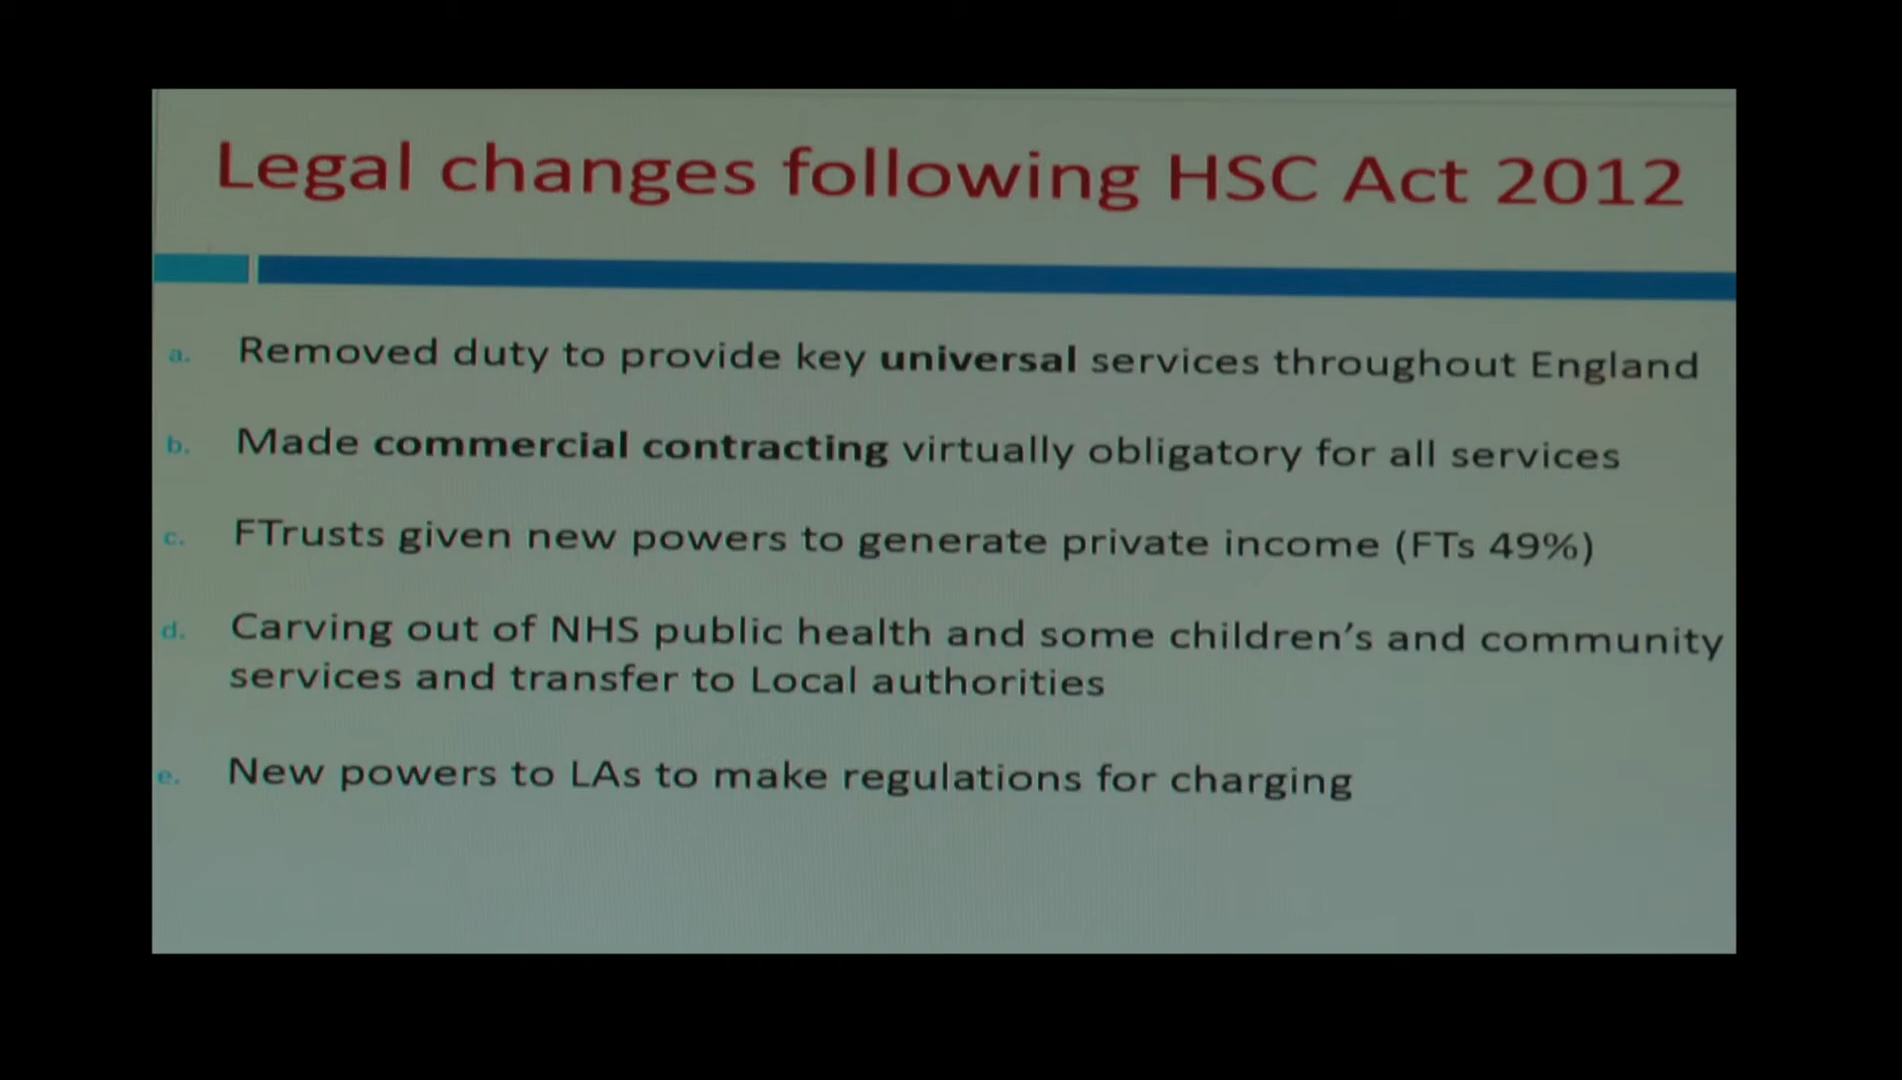 Legal changes following HSC Act 2012
a. Removed duty to provide key universal services throughout England
b. Made commercial contracting virtually obligatory for all services
c. FTrusts given new powers to generate private income (FTs 49%)
d. Carving out of NHS public health and some children's and community
services and transfer to Local authorities
e. New powers to LAs to make regulations for charging